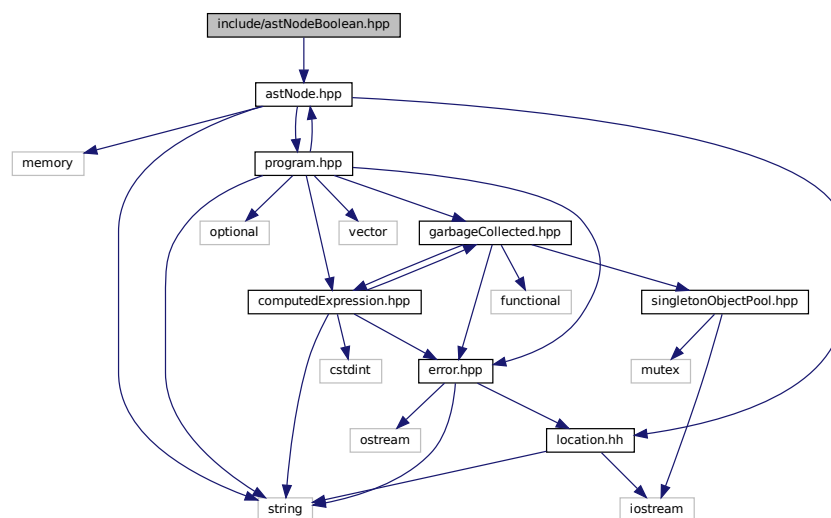 include/astNodeBoolean.hpp
astNode.hpp
memory
program.hpp
optional
vector
garbageCollected.hpp
computedExpression.hpp
functional
singletonObjectPool.hpp
cstdint
error.hpp
mutex
ostream
location.hh
string
iostream